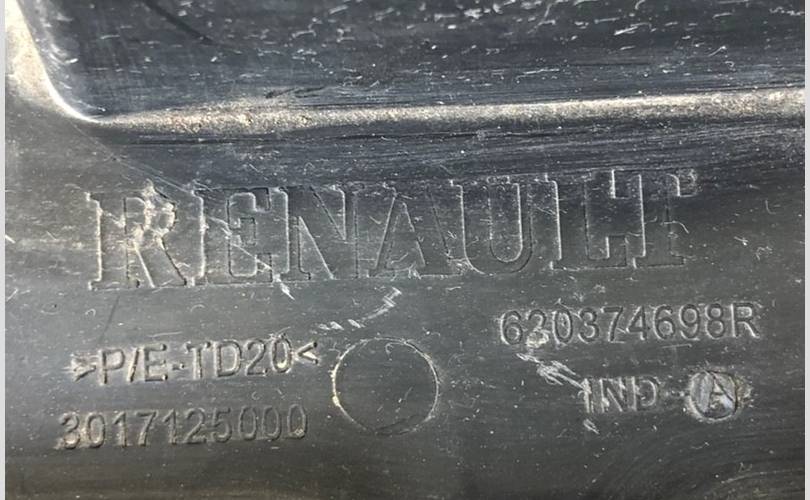 RENAULT
620374698R
>P/E-TD20<
IND-A
3017125000